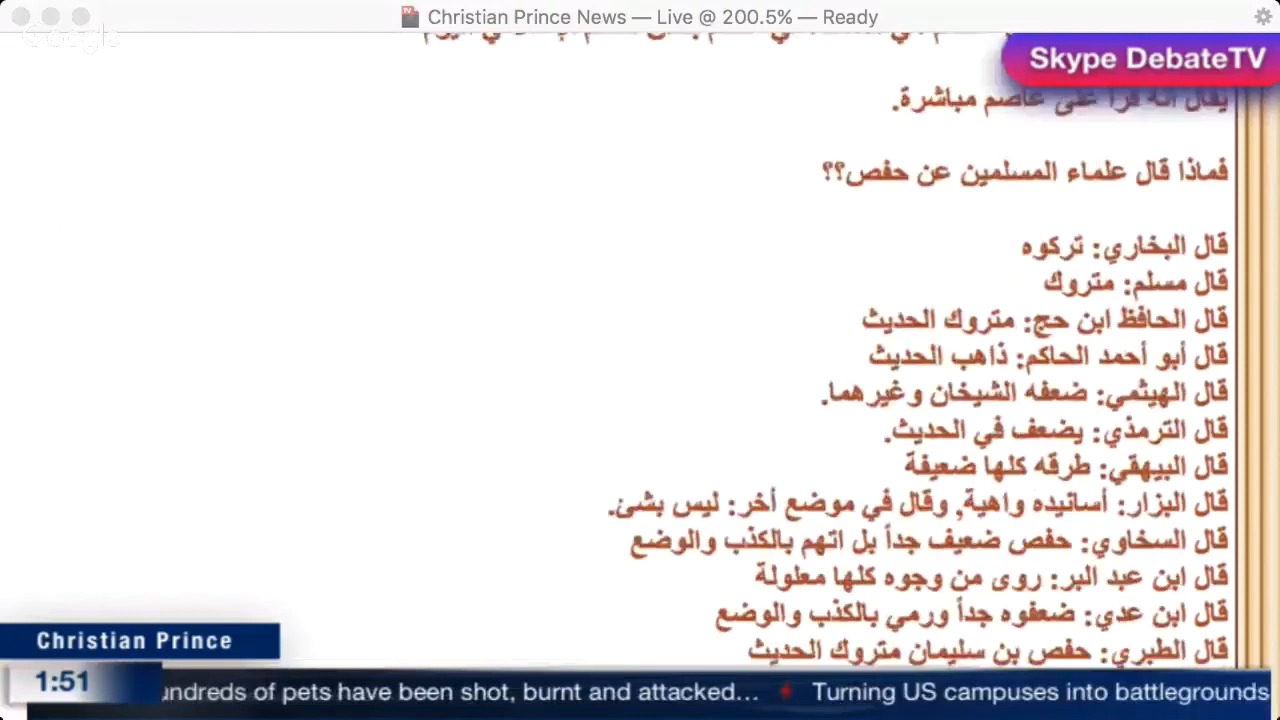 Christian Prince News — Live @ 200.5% — Ready
Google
Skype DebateTV
يقال أنه قرأ على عاصم مباشرة.
فماذا قال علماء المسلمين عن حفص؟؟
قال البخاري: تركوه
قال مسلم: متروك
قال الحافظ ابن حج: متروك الحديث
قال أبو أحمد الحاكم: ذاهب الحديث
قال الهيثمي: ضعفه الشيخان وغيرهما.
قال الترمذي: يضعف في الحديث.
قال البيهقي: طرقه كلها ضعيفة
قال البزار: أسانيده واهية, وقال في موضع أخر: ليس بشئ.
قال السخاوي: حفص ضعيف جداً بل اتهم بالكذب والوضع
قال ابن عبد البر: روى من وجوه كلها معلولة
قال ابن عدي: ضعفوه جداً ورمي بالكذب والوضع
قال الطبري: حفص بن سليمان متروك الحديث
Christian Prince
1:51
undreds of pets have been shot, burnt and attacked... Turning US campuses into battlegrounds